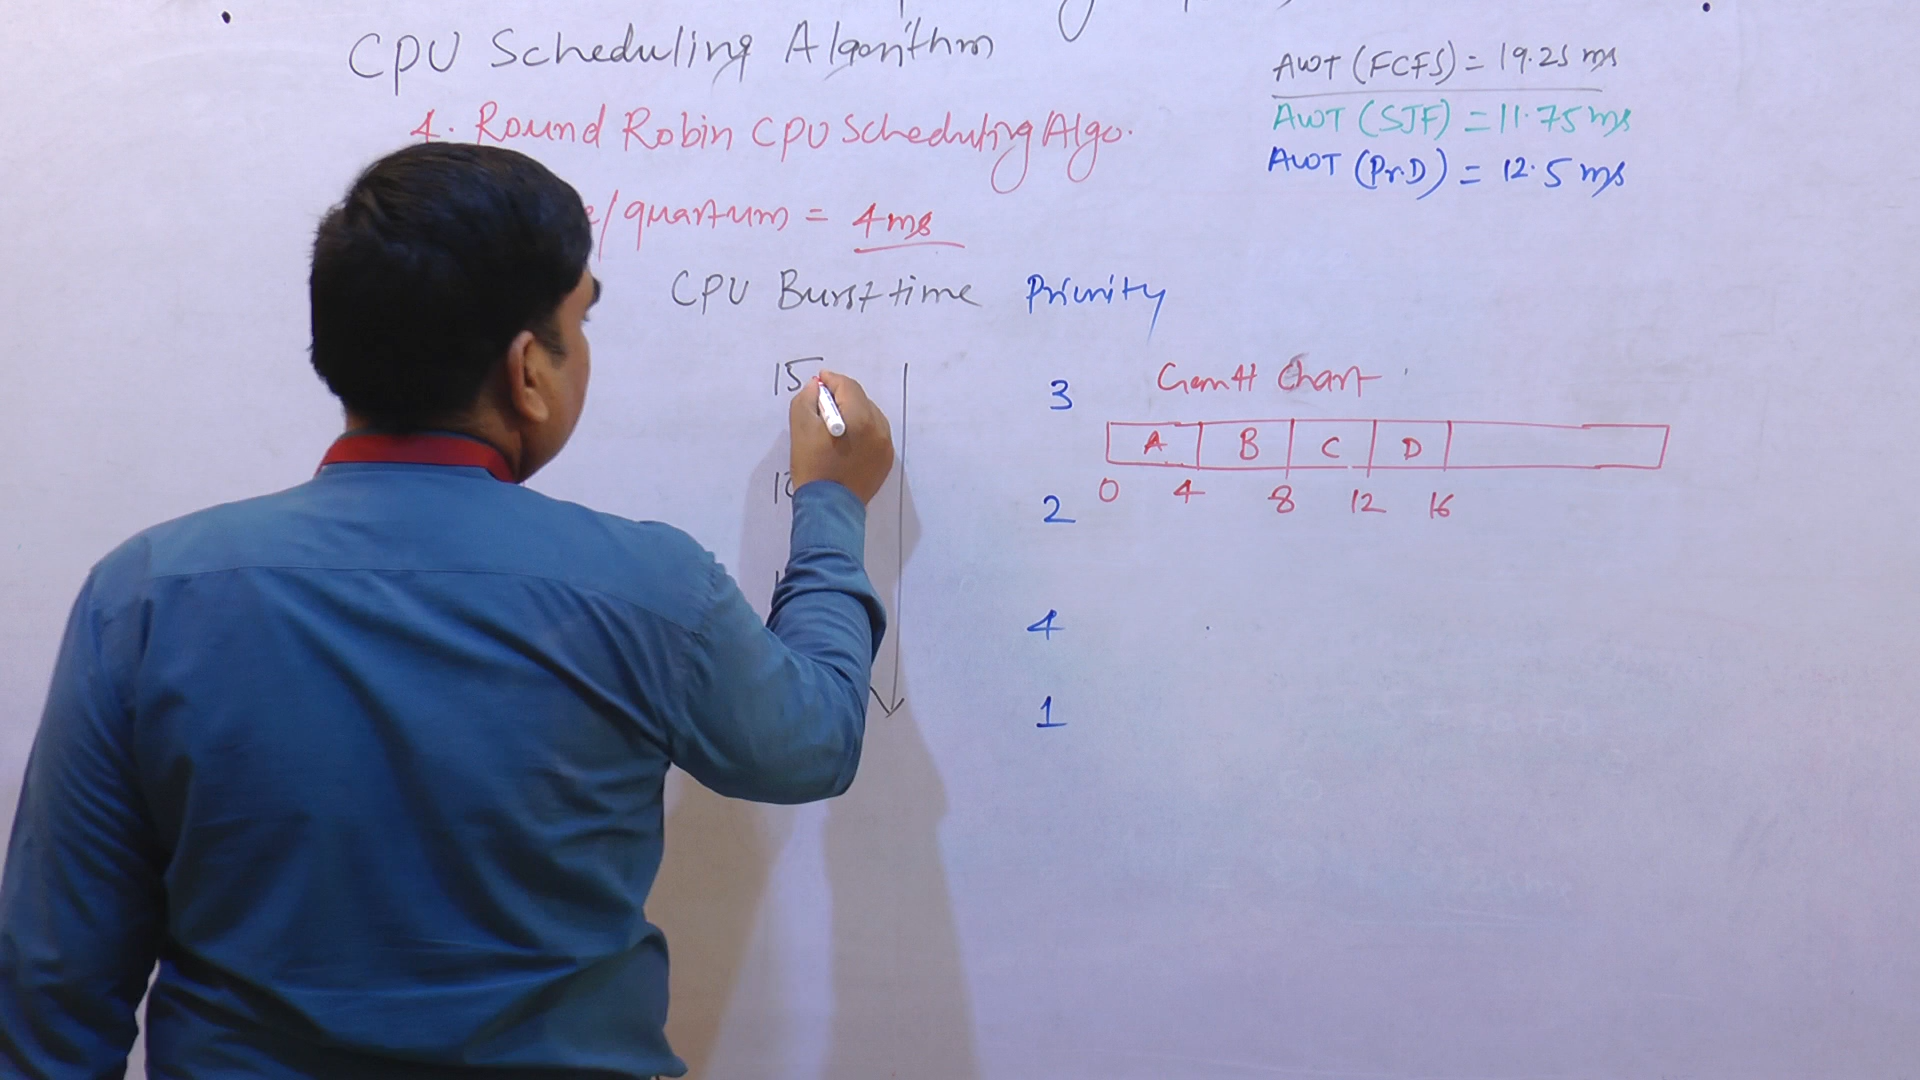 CPU Scheduling Algorithm
4. Round Robin CPU Scheduling Algo.
/quantum = 4ms
AWT (FCFS) = 19.25 ms
AWT (SJF) = 11.75 ms
AWT (Pr.D) = 12.5 ms
CPU Burst time Priority
15 3
2
4
1
Gantt Chart
A B C D
0 4 8 12 16